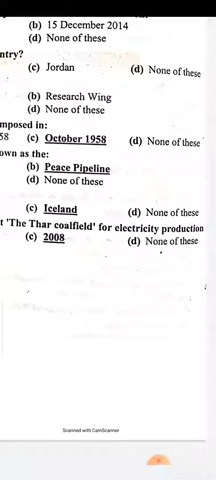 (b) 15 December 2014
(d) None of these
ntry?
(c) Jordan (d) None of these
(b) Research Wing
(d) None of these
mposed in:
58 (c) October 1958 (d) None of these
own as the:
(b) Peace Pipeline
(d) None of these
(c) Iceland (d) None of these
t 'The Thar coalfield' for electricity production
(c) 2008 (d) None of these
Scanned with CamScanner